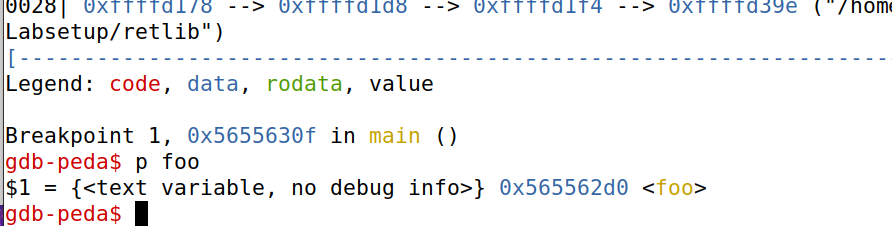 0028| 0xffffd178 --> 0xffffd1d8 --> 0xffffd1f4 --> 0xffffd39e ("/home
Labsetup/retlib")
[------------------------------------------------------------------
Legend: code, data, rodata, value
Breakpoint 1, 0x5655630f in main ()
gdb-peda$ p foo
$1 = {<text variable, no debug info>} 0x565562d0 <foo>
gdb-peda$